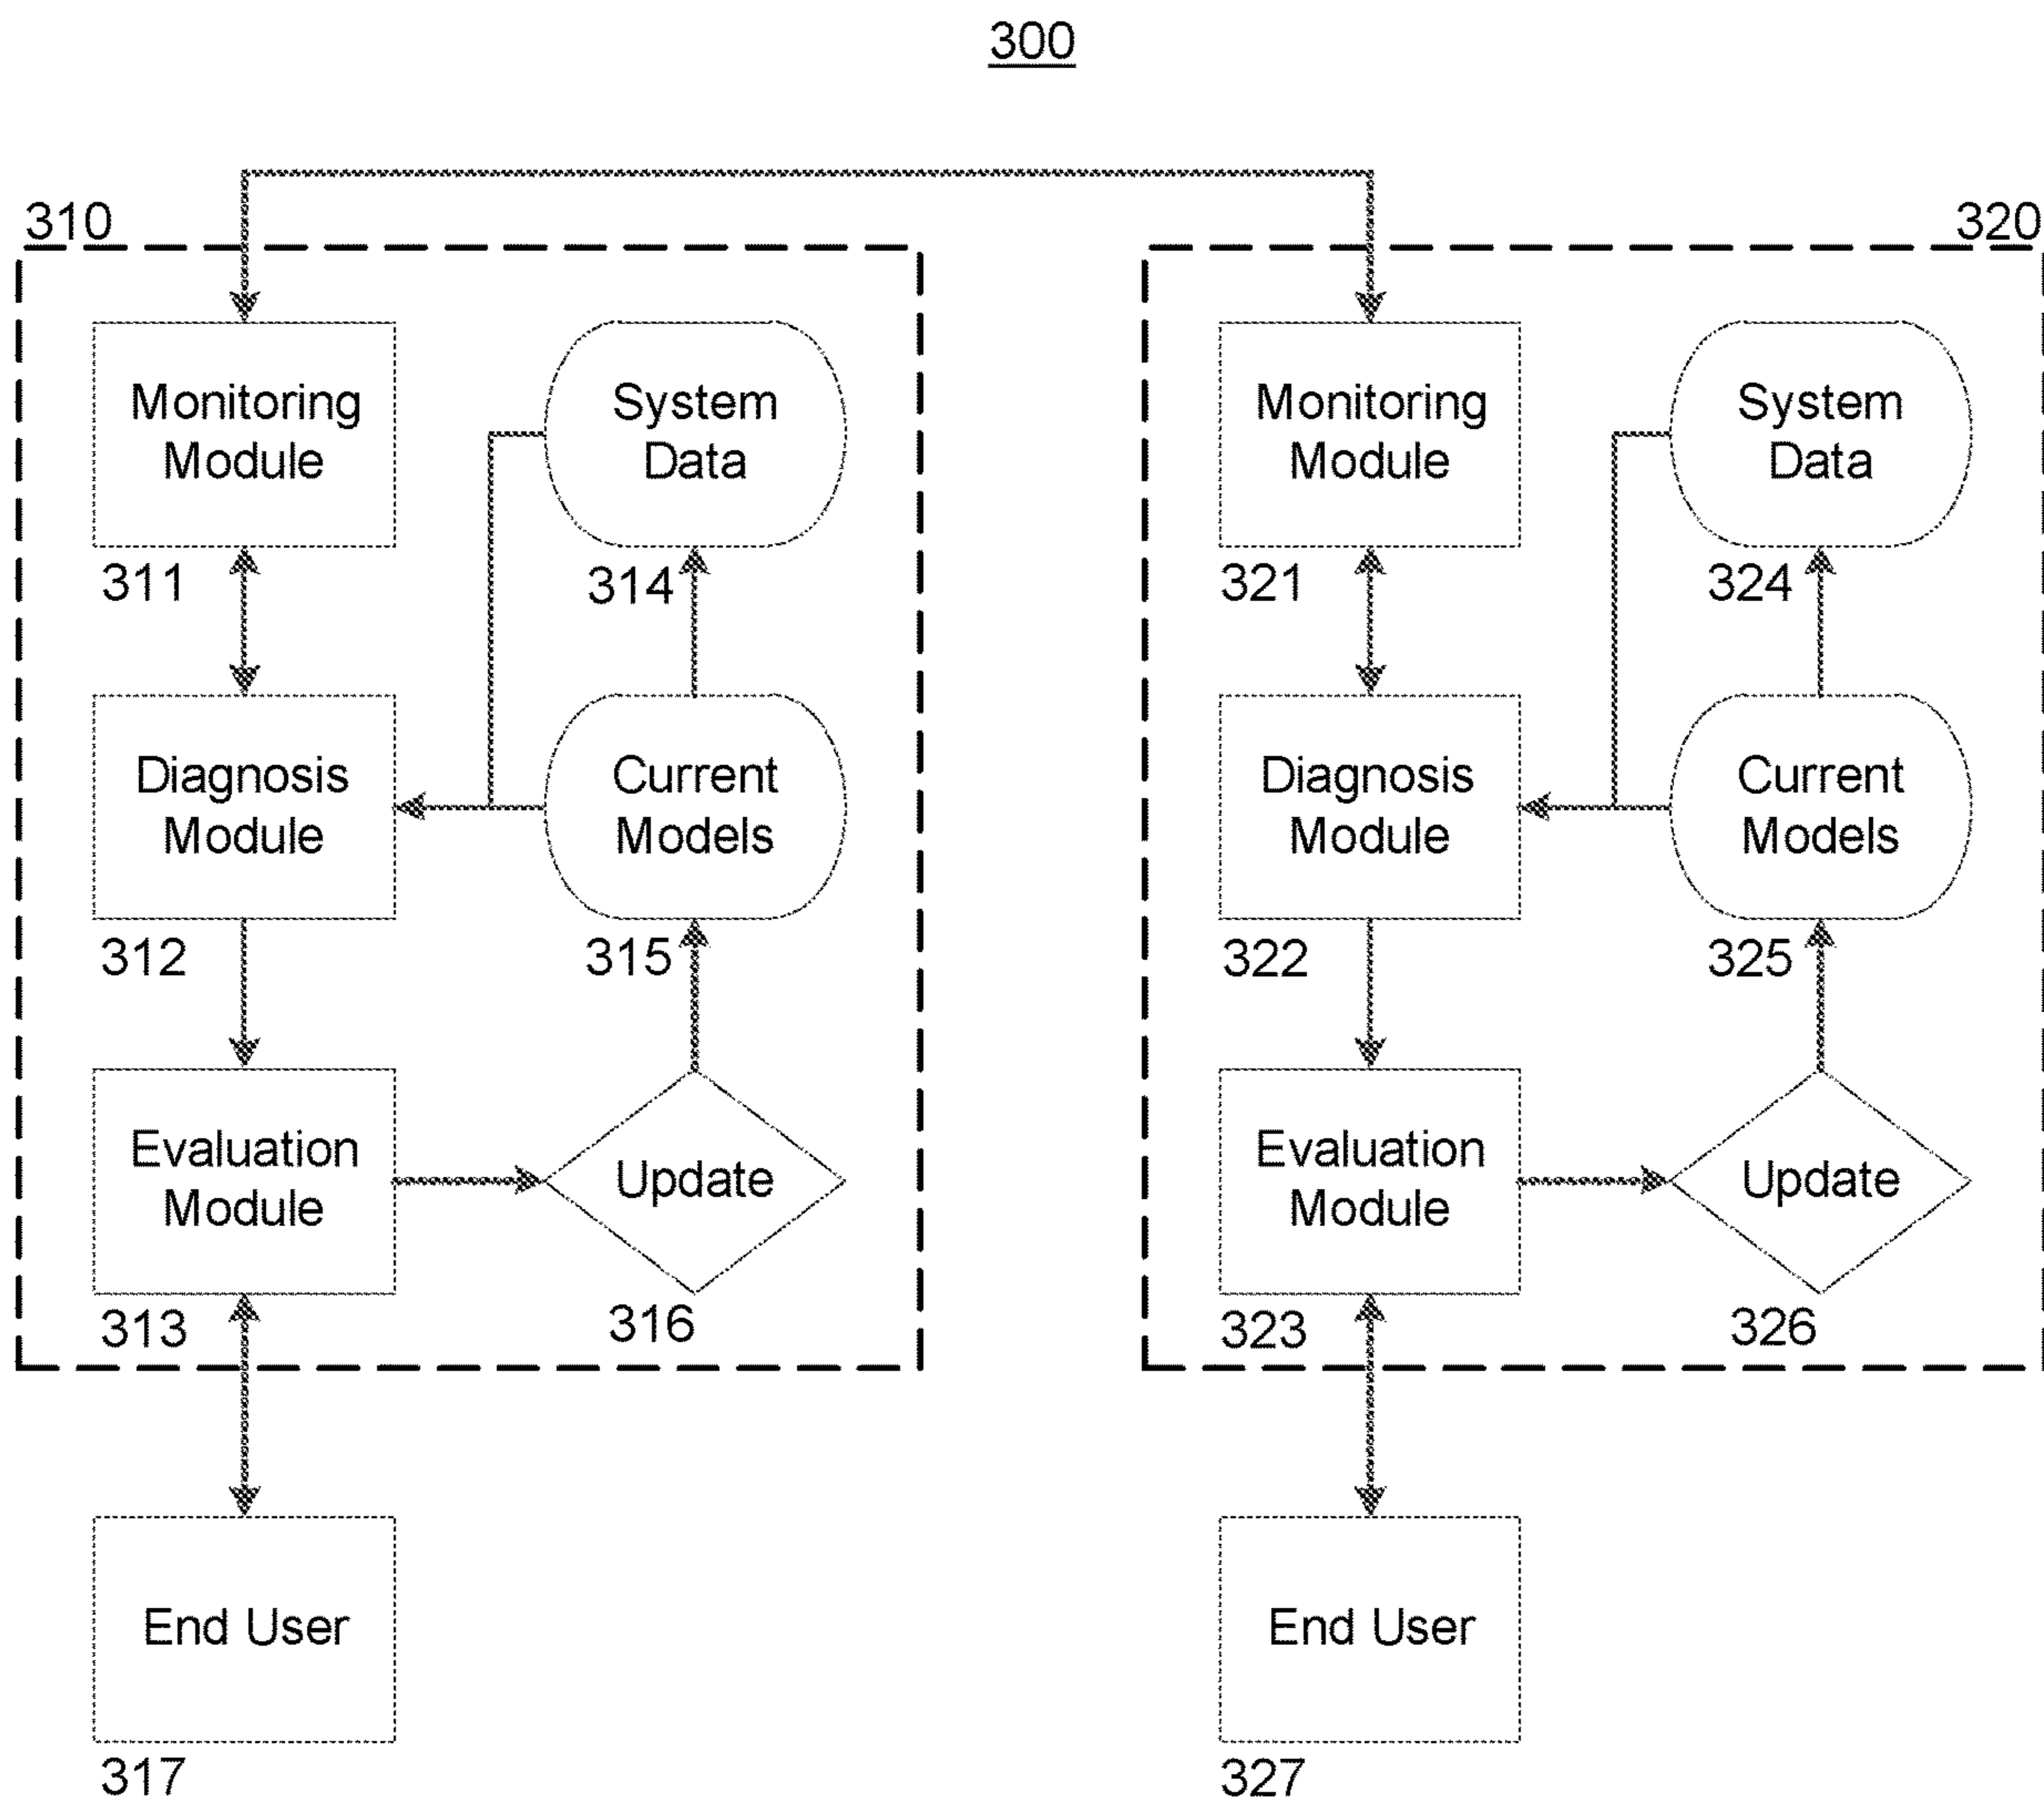 300
310
320
Monitoring
Module
311
System
Data
314
Diagnosis
Module
312
Current
Models
315
Evaluation
Module
313
Update
316
End User
317
Monitoring
Module
321
System
Data
324
Diagnosis
Module
322
Current
Models
325
Evaluation
Module
323
Update
326
End User
327